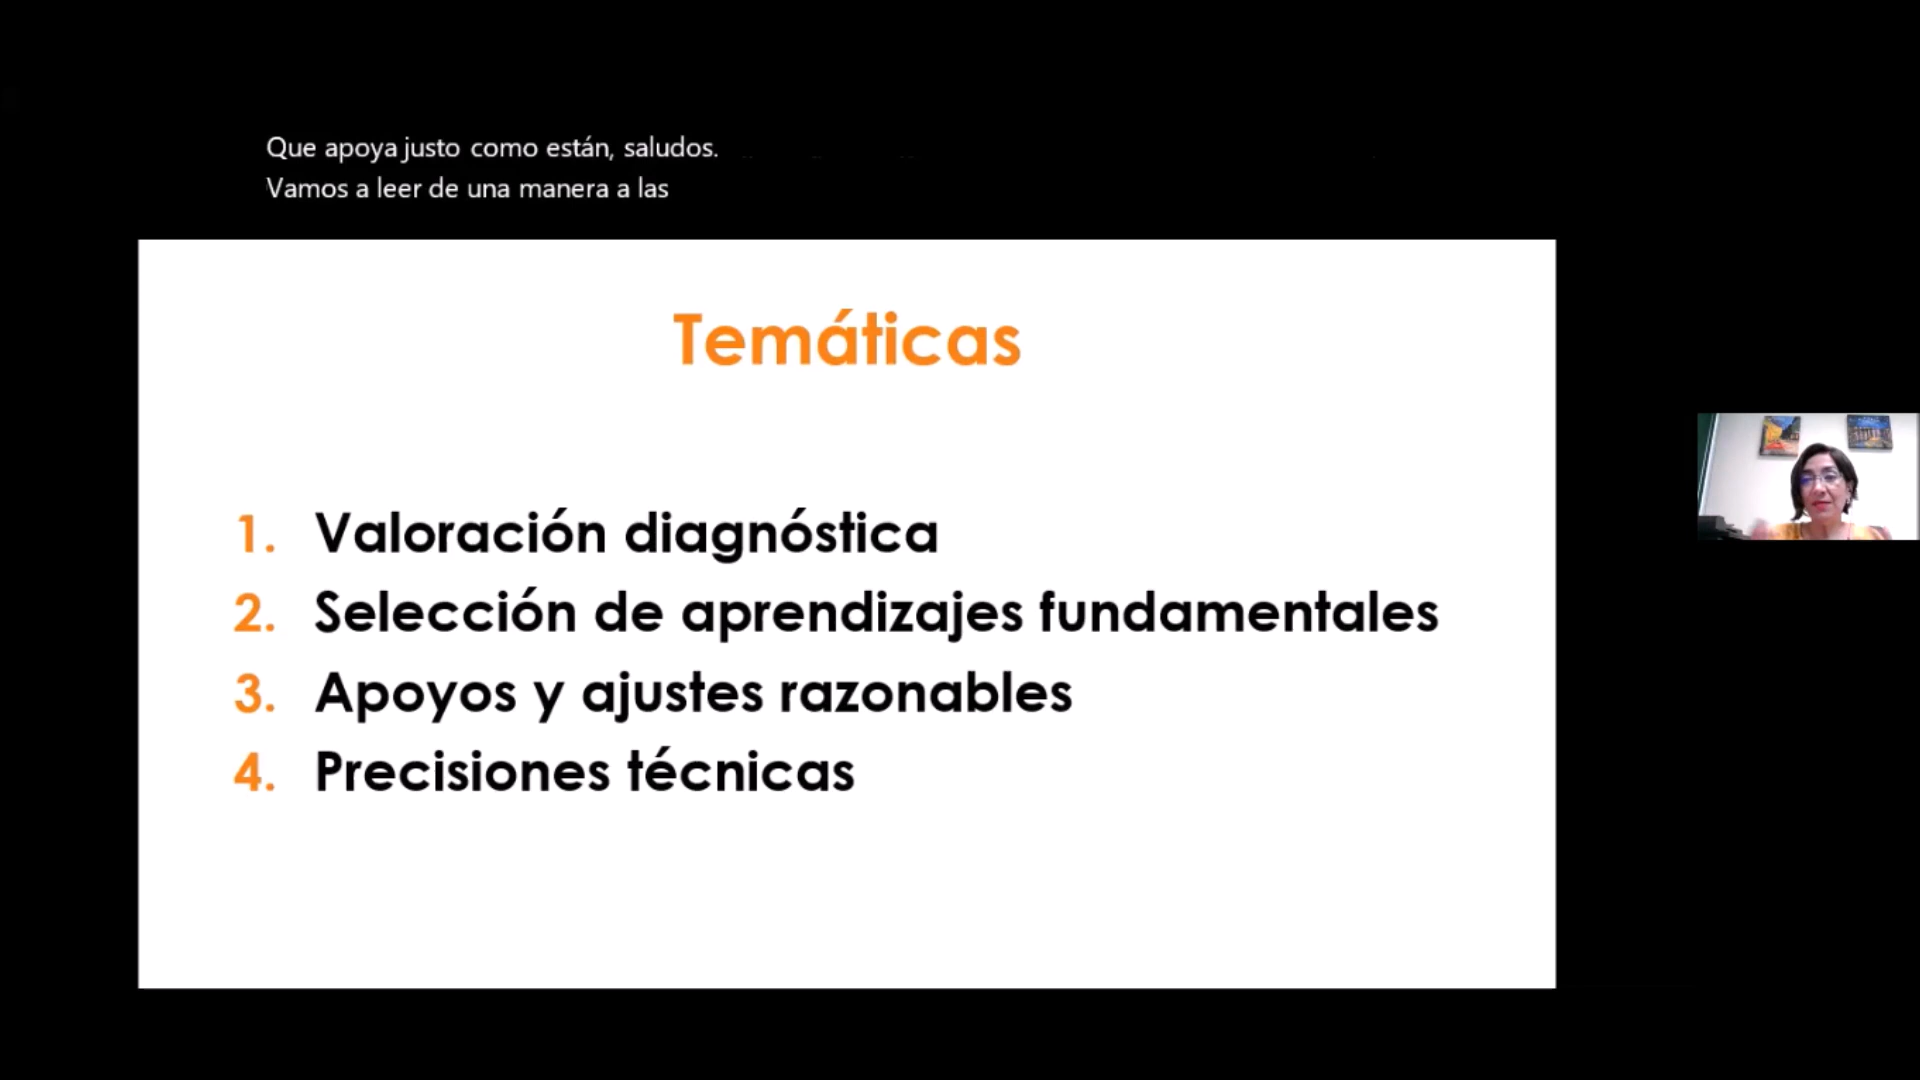 Que apoya justo como están, saludos.
Vamos a leer de una manera a las
Temáticas
1. Valoración diagnóstica
2. Selección de aprendizajes fundamentales
3. Apoyos y ajustes razonables
4. Precisiones técnicas